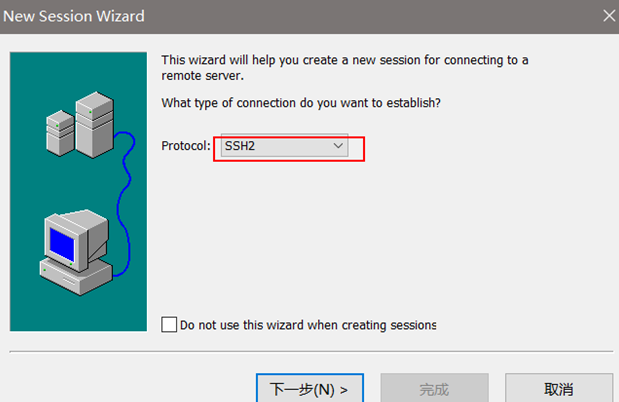 New Session Wizard
This wizard will help you create a new session for connecting to a
remote server.
What type of connection do you want to establish?
Protocol: SSH2
Do not use this wizard when creating sessions
下一步(N) > 完成 取消